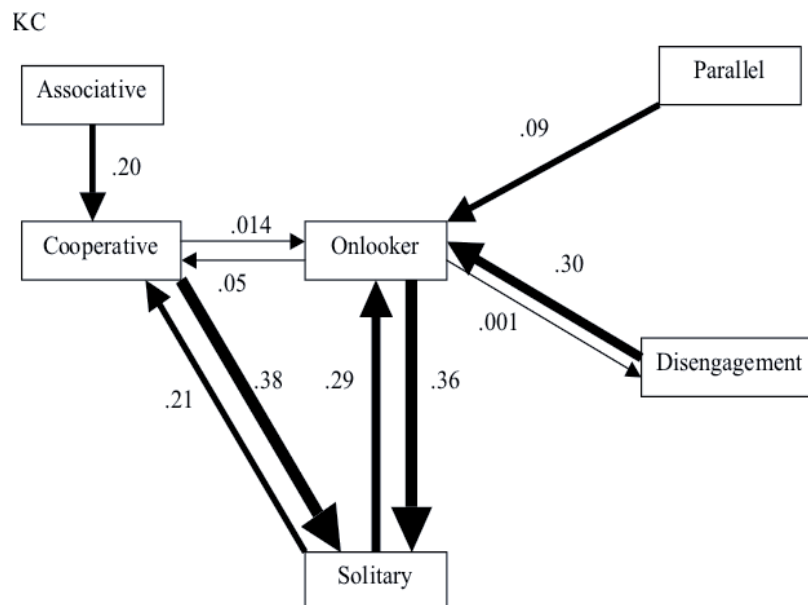 KC
Parallel
Associative
.09
.20
.014
Cooperative
Onlooker
.30
.05
.001
Disengagement
.38
.29
.36
.21
Solitary